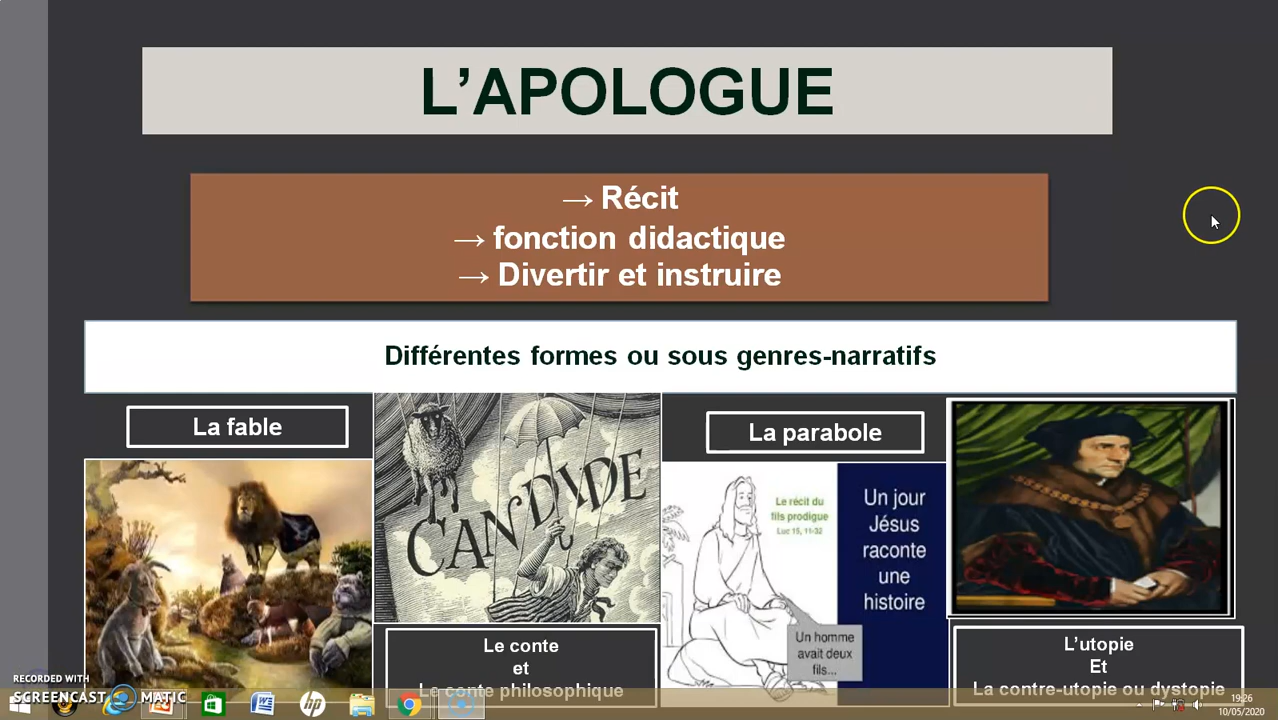 L’APOLOGUE
→ Récit
→ fonction didactique
→ Divertir et instruire
Différentes formes ou sous genres-narratifs
La fable
CANDIDE
Le conte
et
Le conte philosophique
La parabole
Le récit du
fils prodigue
Luc 15, 11-32
Un jour
Jésus
raconte
une
histoire
Un homme
avait deux
fils...
L’utopie
Et
La contre-utopie ou dystopie
RECORDED WITH
SCREENCAST MATIC
hp
19:26
10/05/2020